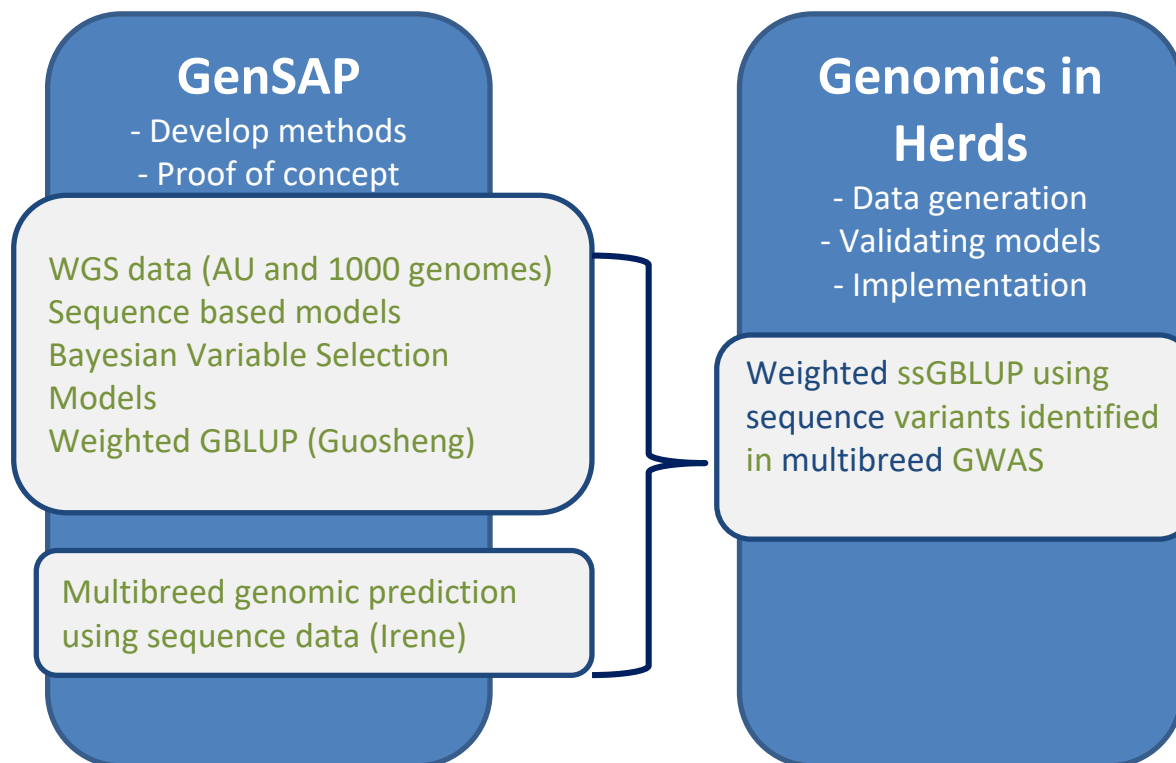 GenSAP
- Develop methods
- Proof of concept
WGS data (AU and 1000 genomes)
Sequence based models
Bayesian Variable Selection
Models
Weighted GBLUP (Guosheng)
Multibreed genomic prediction
using sequence data (Irene)
Genomics in
Herds
- Data generation
- Validating models
- Implementation
Weighted ssGBLUP using
sequence variants identified
in multibreed GWAS